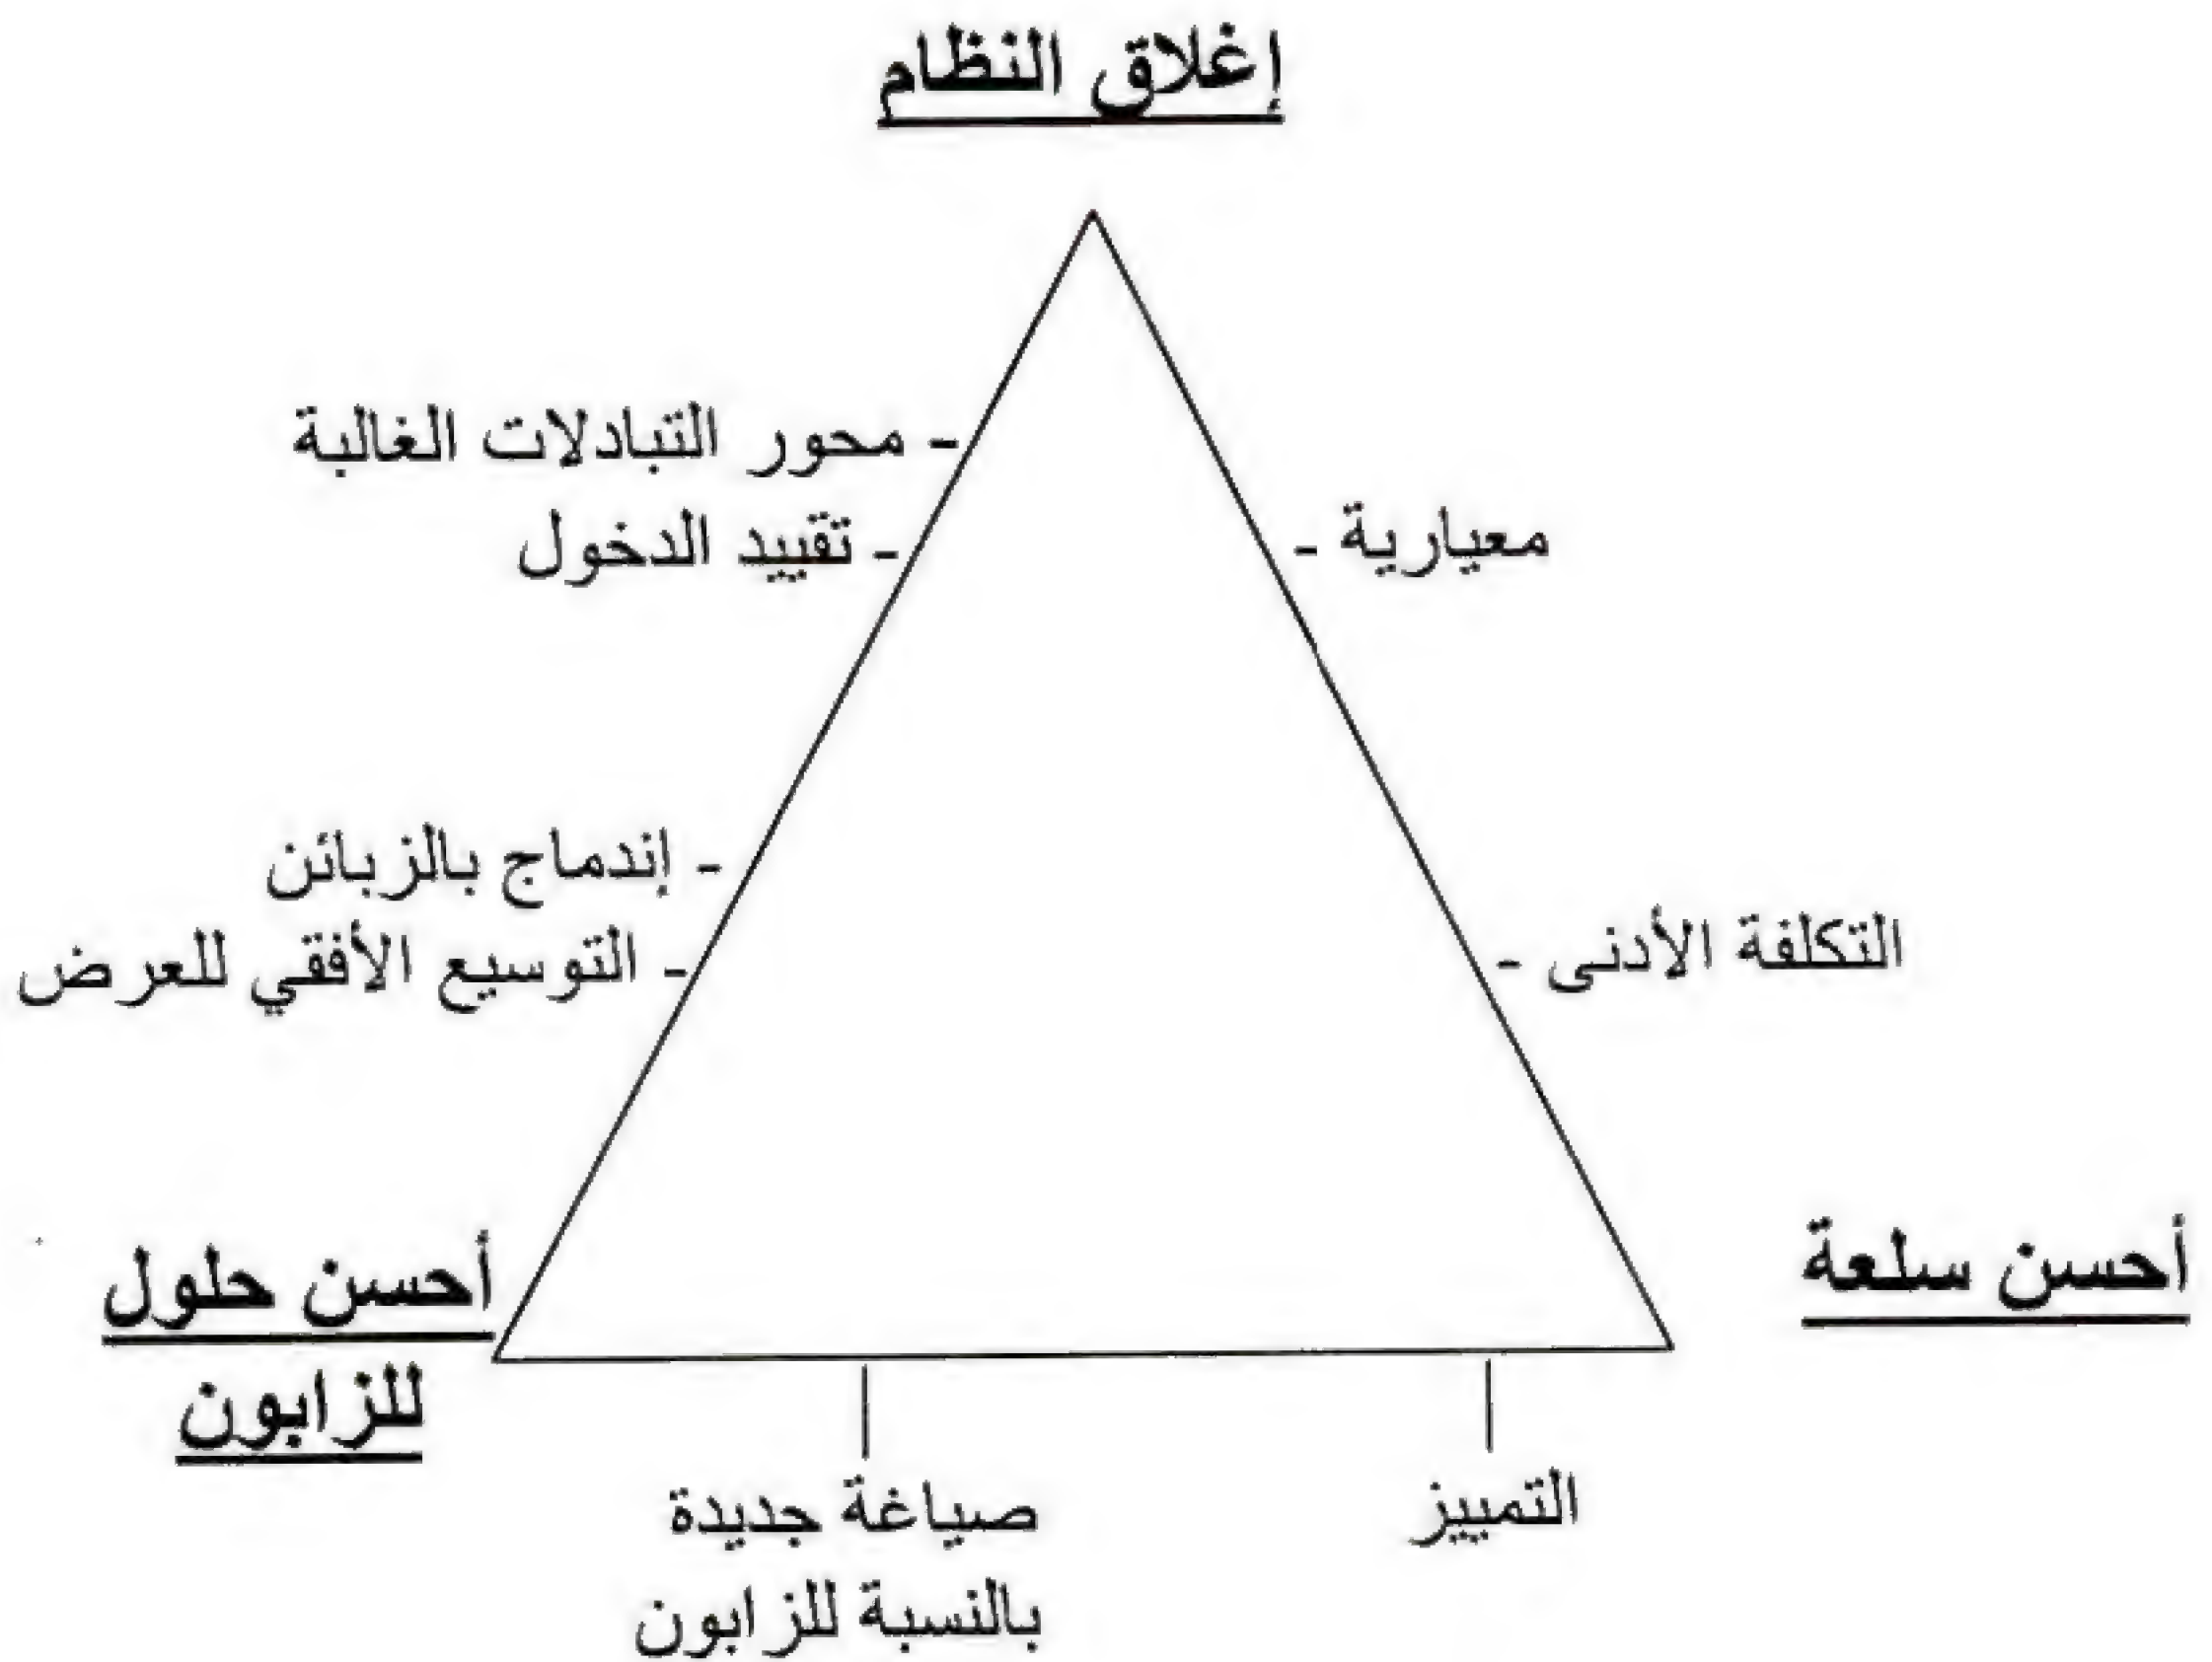 إغلاق النظام
- محور التبادلات الغالبة
- تقييد الدخول
معيارية -
- إندماج بالزبائن
- التوسيع الأفقي للعرض
التكلفة الأدنى -
أحسن سلعة
أحسن حلول
للزابون
التمييز
صياغة جديدة
بالنسبة للزابون